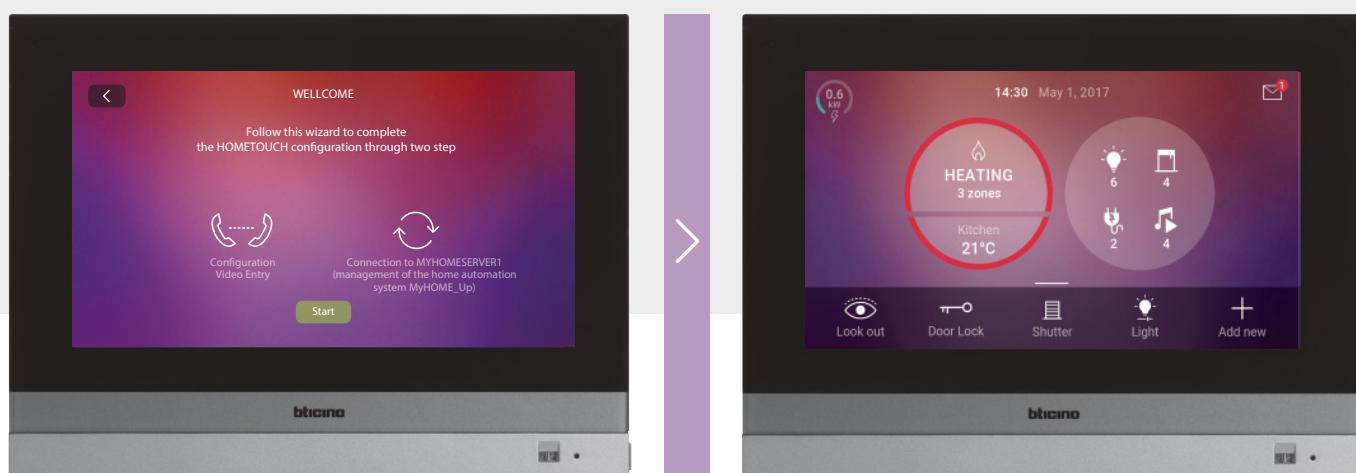 WELLCOME
Follow this wizard to complete
the HOMETOUCH configuration through two step
Configuration
Video Entry
Connection to MYHOMESERVER1
(management of the home automation
system MyHOME_Up)
Start
bticino
0.6
kW
14:30 May 1, 2017
1
HEATING
3 zones
Kitchen
21°C
6
4
2
4
Look out
Door Lock
Shutter
Light
Add new
bticino